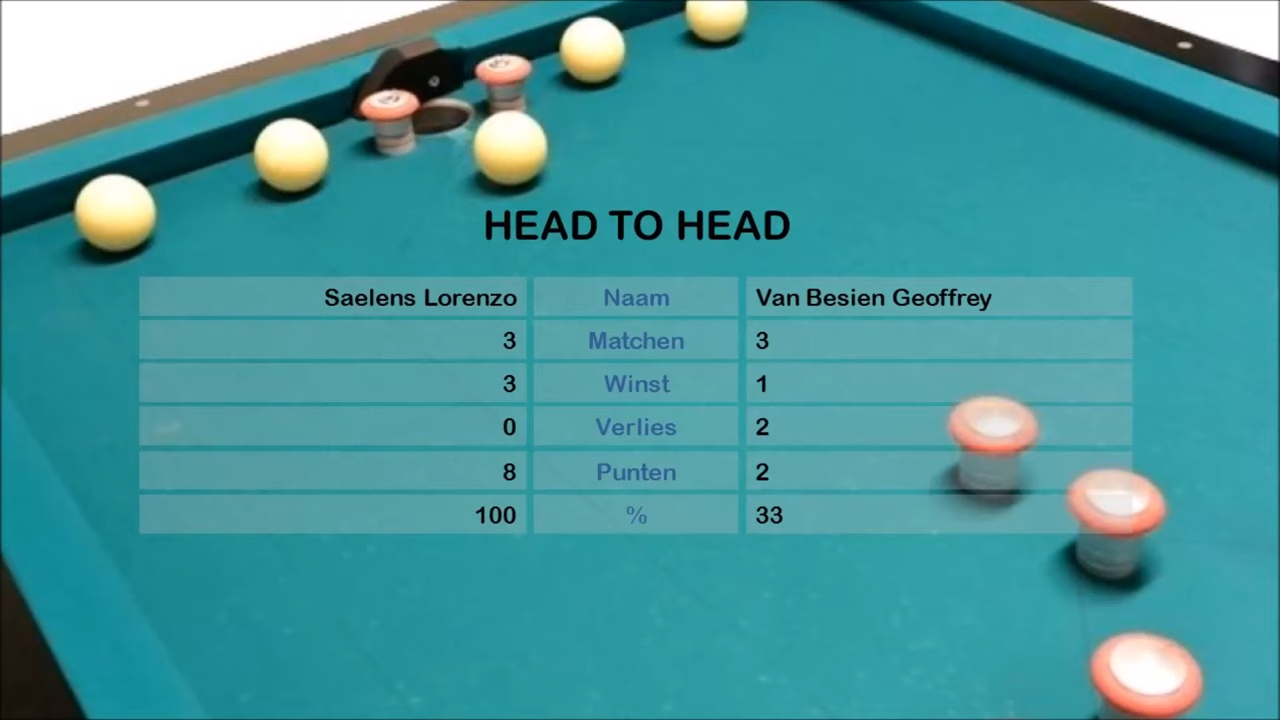 HEAD TO HEAD
Saelens Lorenzo Naam Van Besien Geoffrey
3 Matchen 3
3 Winst 1
0 Verlies 2
8 Punten 2
100 % 33